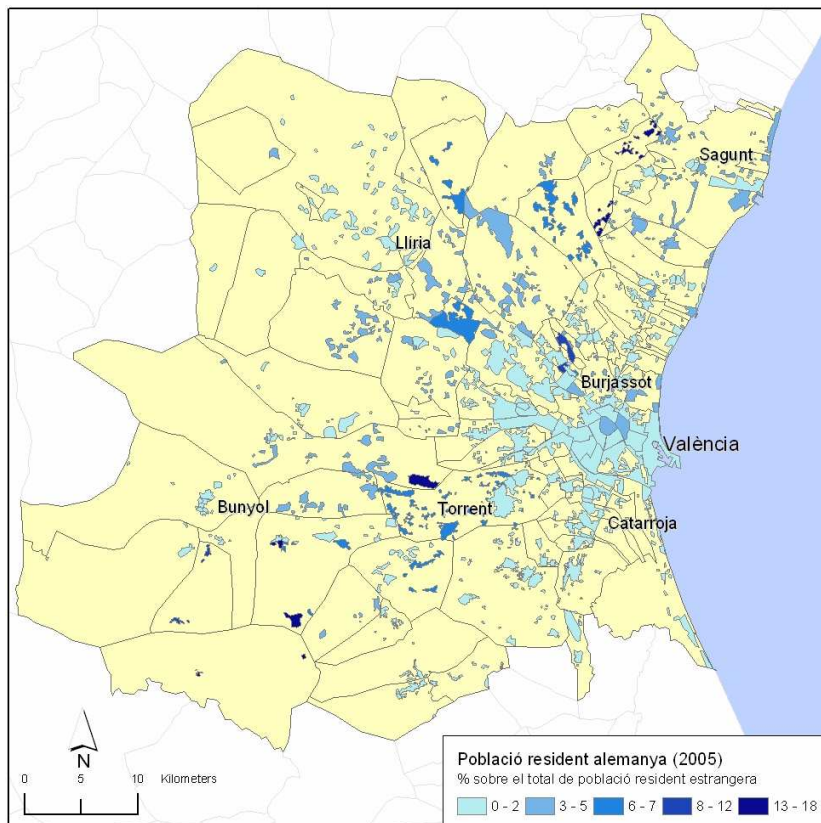 Sagunt
Llíria
Burjassot
València
Bunyol
Torrent
Catarroja
N
0 5 10 Kilometers
Població resident alemanya (2005)
% sobre el total de població resident estrangera
0 - 2 3 - 5 6 - 7 8 - 12 13 - 18